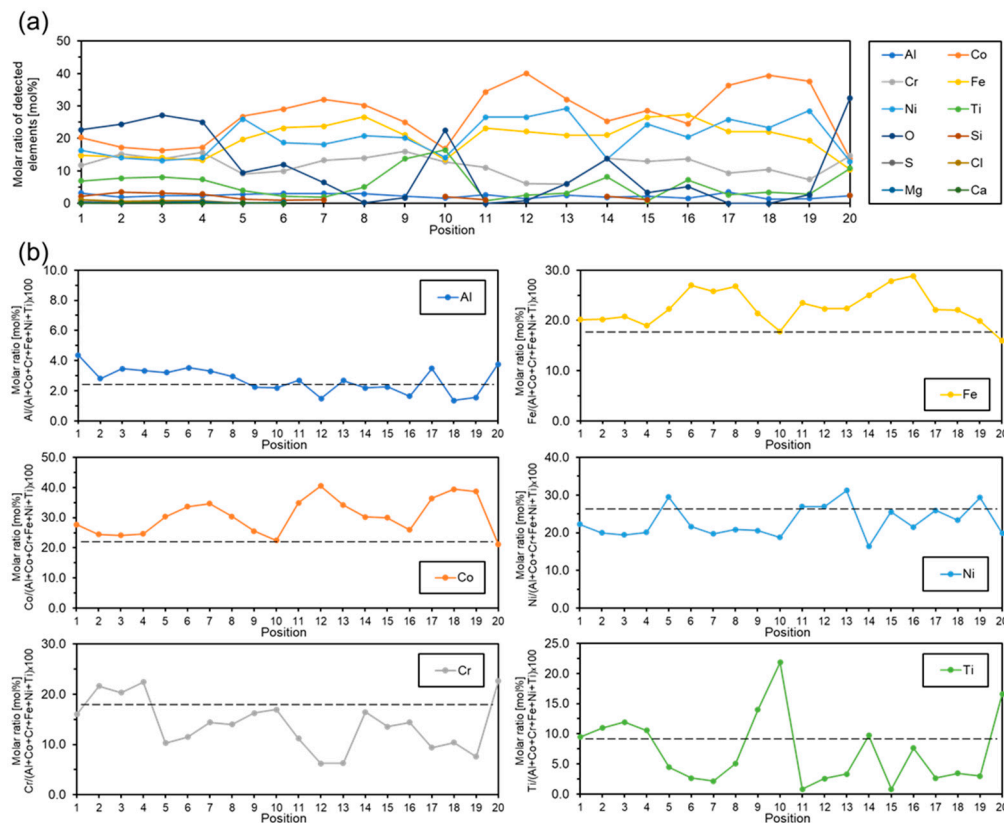 (a)
Molar ratio of detected
elements [mol%]
50
40
30
20
10
0
1 2 3 4 5 6 7 8 9 10 11 12 13 14 15 16 17 18 19 20
Position
Al Co
Cr Fe
Ni Ti
O Si
S Cl
Mg Ca
(b)
Molar ratio [mol%]
Al/(Al+Co+Cr+Fe+Ni+Ti)x100
10.0
8.0
6.0
4.0
2.0
0.0
1 2 3 4 5 6 7 8 9 10 11 12 13 14 15 16 17 18 19 20
Position
Al
Molar ratio [mol%]
Fe/(Al+Co+Cr+Fe+Ni+Ti)x100
30.0
20.0
10.0
0.0
1 2 3 4 5 6 7 8 9 10 11 12 13 14 15 16 17 18 19 20
Position
Fe
Molar ratio [mol%]
Co/(Al+Co+Cr+Fe+Ni+Ti)x100
50.0
40.0
30.0
20.0
10.0
0.0
1 2 3 4 5 6 7 8 9 10 11 12 13 14 15 16 17 18 19 20
Position
Co
Molar ratio [mol%]
Ni/(Al+Co+Cr+Fe+Ni+Ti)x100
40.0
30.0
20.0
10.0
0.0
1 2 3 4 5 6 7 8 9 10 11 12 13 14 15 16 17 18 19 20
Position
Ni
Molar ratio [mol%]
Cr/(Al+Co+Cr+Fe+Ni+Ti)x100
30.0
20.0
10.0
0.0
1 2 3 4 5 6 7 8 9 10 11 12 13 14 15 16 17 18 19 20
Position
Cr
Molar ratio [mol%]
Ti/(Al+Co+Cr+Fe+Ni+Ti)x100
25.0
20.0
15.0
10.0
5.0
0.0
1 2 3 4 5 6 7 8 9 10 11 12 13 14 15 16 17 18 19 20
Position
Ti